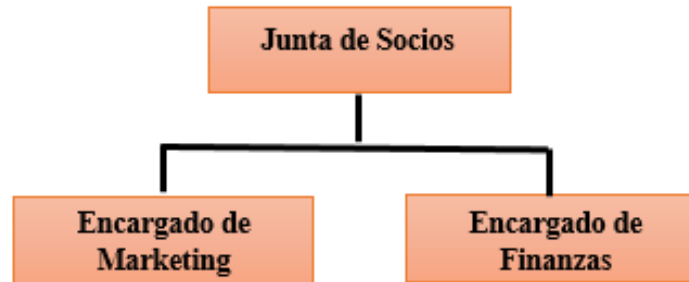 Junta de Socios
Encargado de
Marketing
Encargado de
Finanzas